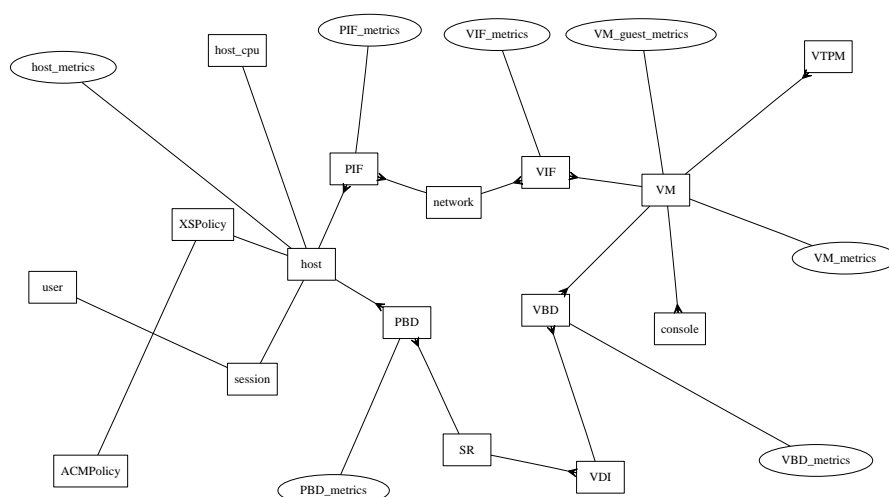 PIF_metrics
VIF_metrics
VM_guest_metrics
host_cpu
VTPM
host_metrics
PIF
VIF
VM
network
XSPolicy
host
VM_metrics
user
VBD
PBD
console
session
SR
VBD_metrics
ACMPolicy
VDI
PBD_metrics